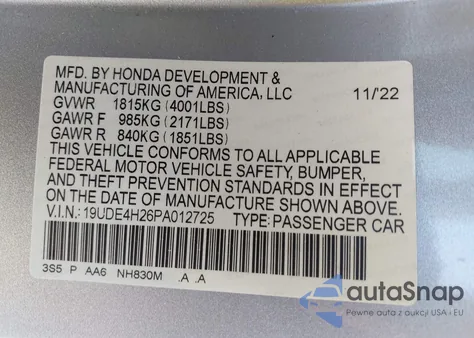 MFD. BY HONDA DEVELOPMENT &
MANUFACTURING OF AMERICA, LLC 11/'22
GVWR 1815KG (4001LBS)
GAWR F 985KG (2171LBS)
GAWR R 840KG (1851LBS)
THIS VEHICLE CONFORMS TO ALL APPLICABLE
FEDERAL MOTOR VEHICLE SAFETY, BUMPER,
AND THEFT PREVENTION STANDARDS IN EFFECT
ON THE DATE OF MANUFACTURE SHOWN ABOVE.
V.I.N.: 19UDE4H26PA012725 TYPE: PASSENGER CAR
3S5 P AA6 NH830M .A .A
autoSnap
Pewne auta z aukcji USA i EU